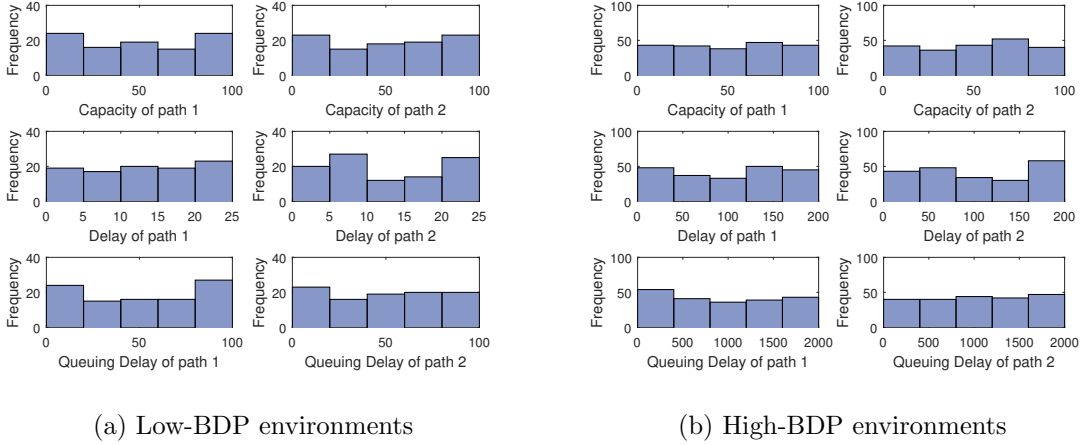 40
20
0
Frequency
0 50 100
Capacity of path 1
40
20
0
Frequency
0 50 100
Capacity of path 2
100
50
0
Frequency
0 50 100
Capacity of path 1
100
50
0
Frequency
0 50 100
Capacity of path 2
40
20
0
Frequency
0 5 10 15 20 25
Delay of path 1
40
20
0
Frequency
0 5 10 15 20 25
Delay of path 2
100
50
0
Frequency
0 50 100 150 200
Delay of path 1
100
50
0
Frequency
0 50 100 150 200
Delay of path 2
40
20
0
Frequency
0 50 100
Queuing Delay of path 1
40
20
0
Frequency
0 50 100
Queuing Delay of path 2
100
50
0
Frequency
0 500 1000 1500 2000
Queuing Delay of path 1
100
50
0
Frequency
0 500 1000 1500 2000
Queuing Delay of path 2
(a) Low-BDP environments
(b) High-BDP environments